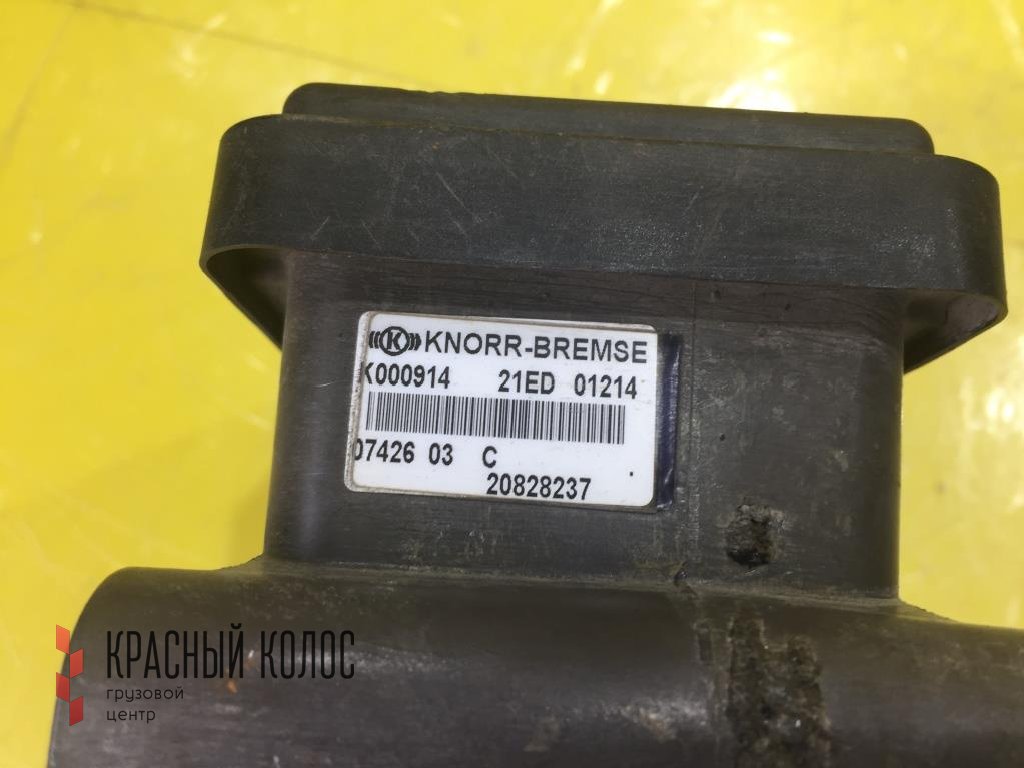 K KNORR-BREMSE
K000914 21ED 01214
07426 03 C
20828237
КРАСНЫЙ КОЛОС
грузовой
центр